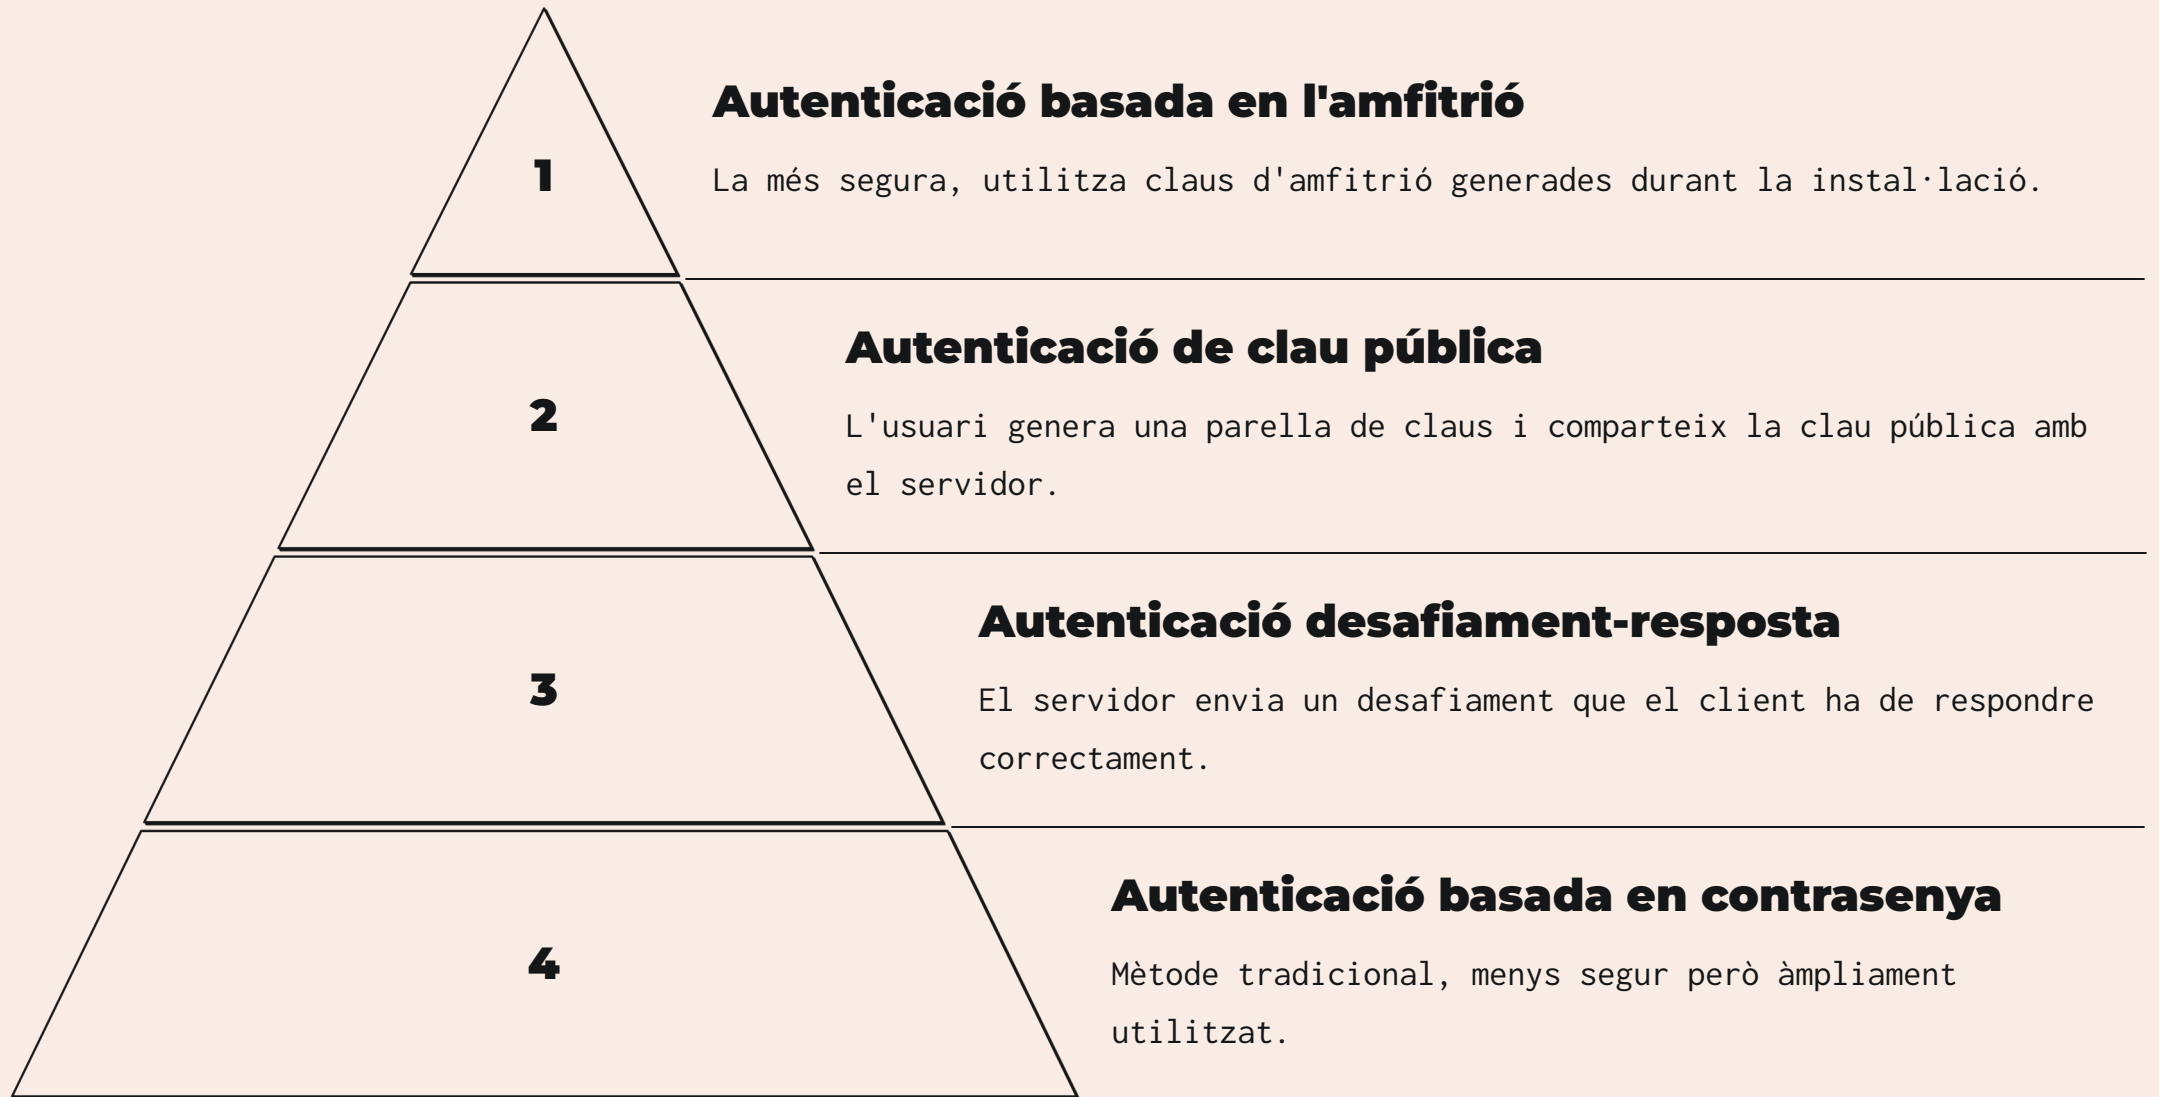 Autenticació basada en l'amfitrió
1
La més segura, utilitza claus d'amfitrió generades durant la instal·lació.
Autenticació de clau pública
2
L'usuari genera una parella de claus i comparteix la clau pública amb
el servidor.
Autenticació desafiament-resposta
3
El servidor envia un desafiament que el client ha de respondre
correctament.
Autenticació basada en contrasenya
4
Mètode tradicional, menys segur però àmpliament
utilitzat.